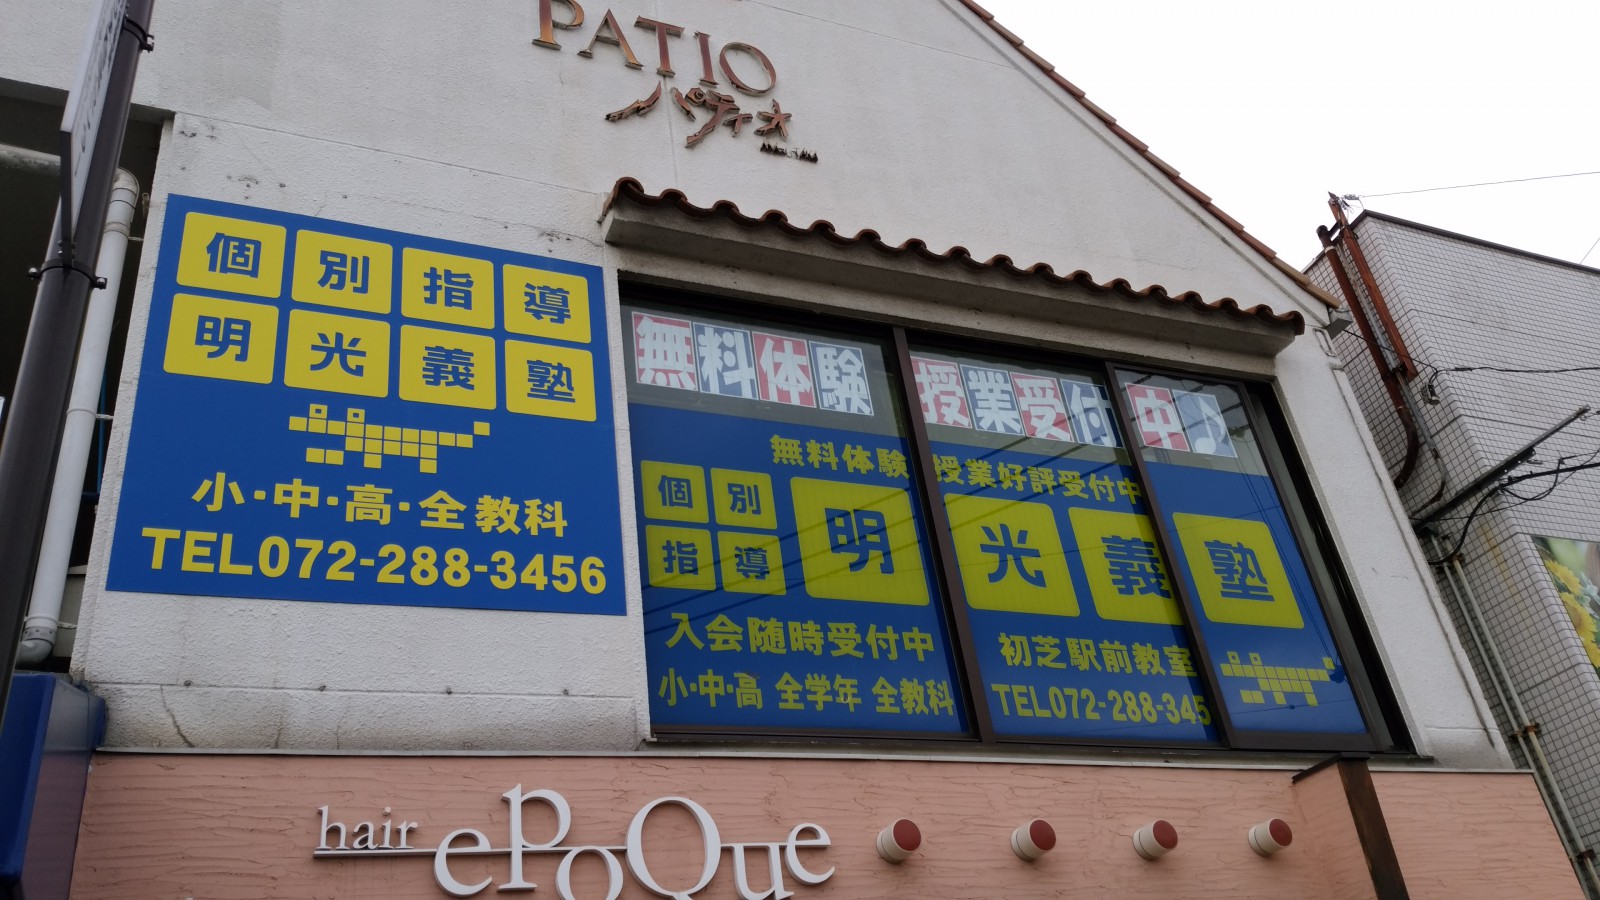 PATIO
パティオ
個別指導
明光義塾
小・中・高・全教科
TEL072-288-3456
無料体験 授業受付中♪
無料体験 授業好評受付中
個別
指導
明光義塾
入会随時受付中
小・中・高 全学年 全教科
初芝駅前教室
TEL072-288-345
hair ePoQue